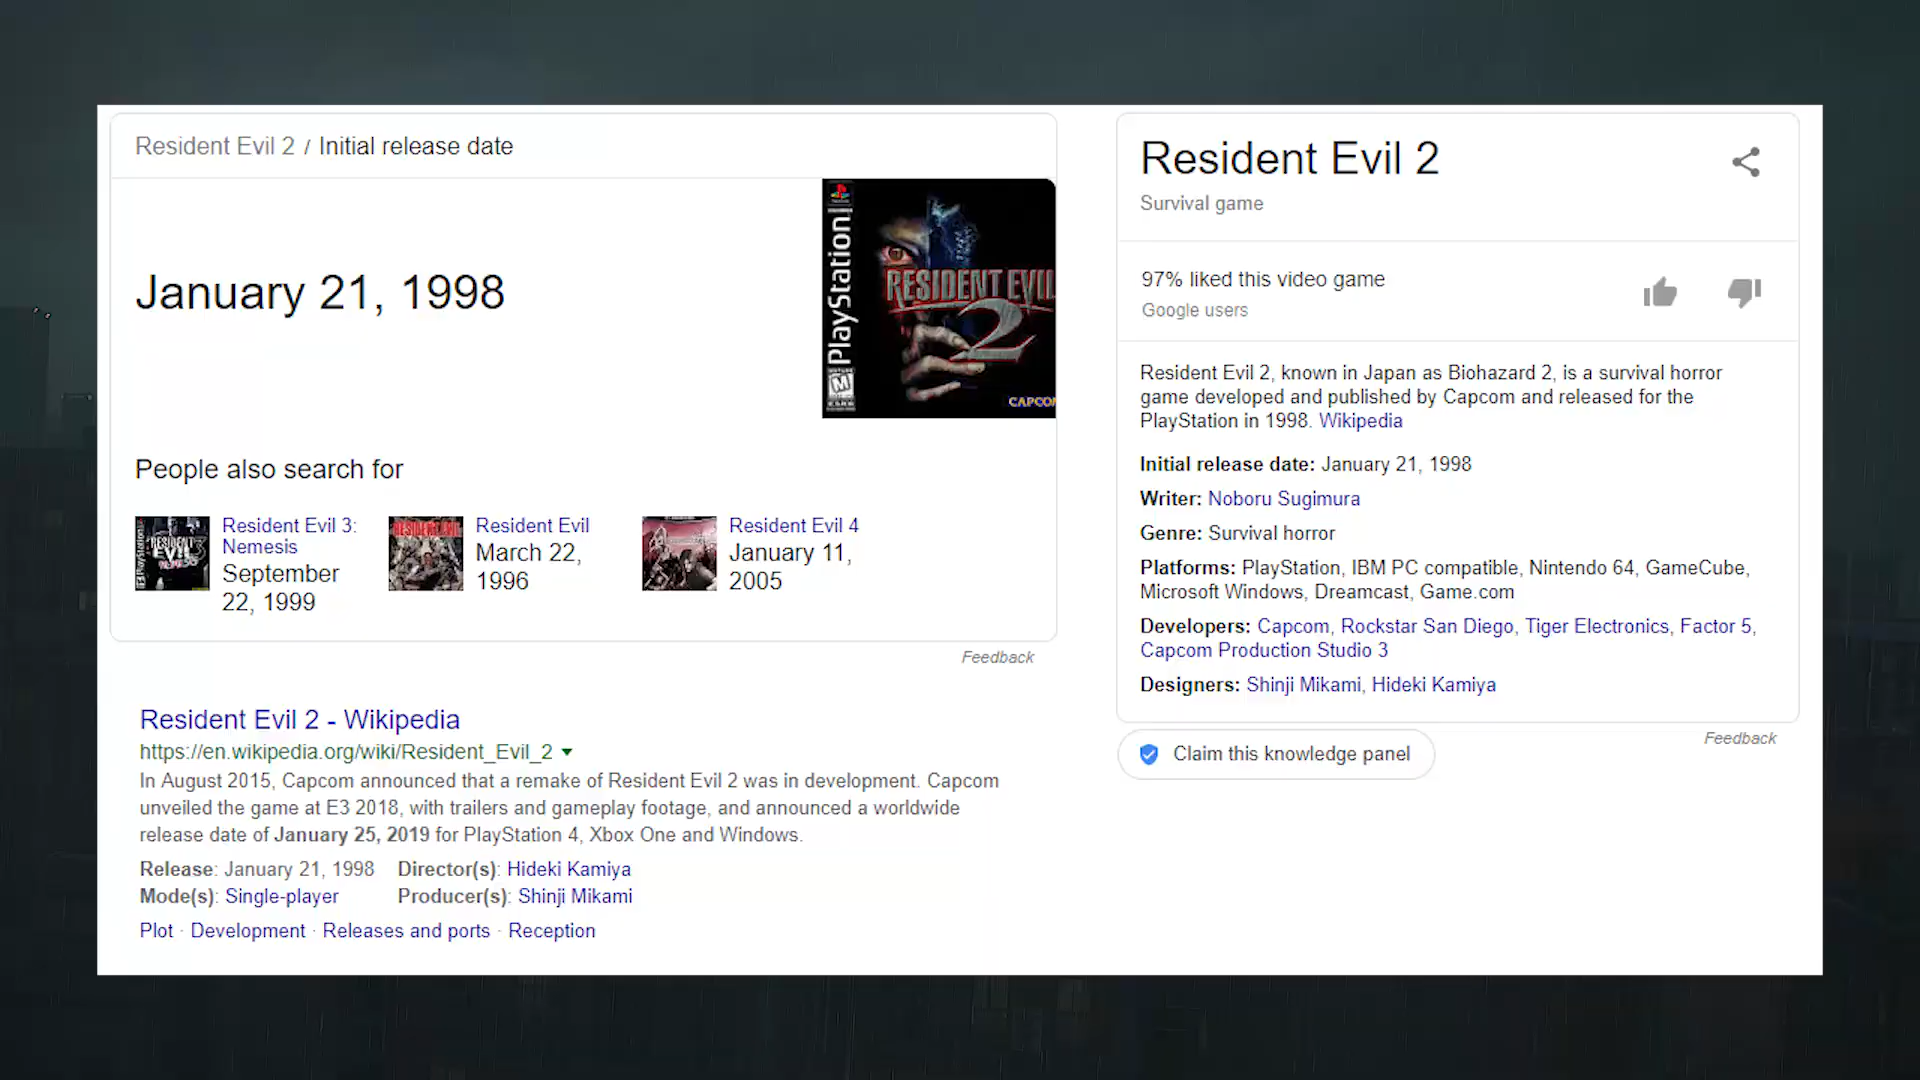 Resident Evil 2 / Initial release date
January 21, 1998
PlayStation
RESIDENT EVIL
2
CAPCOM
People also search for
Resident Evil 3:
Nemesis
September
22, 1999
Resident Evil
March 22,
1996
Resident Evil 4
January 11,
2005
Feedback
Resident Evil 2 - Wikipedia
https://en.wikipedia.org/wiki/Resident_Evil_2
In August 2015, Capcom announced that a remake of Resident Evil 2 was in development. Capcom
unveiled the game at E3 2018, with trailers and gameplay footage, and announced a worldwide
release date of January 25, 2019 for PlayStation 4, Xbox One and Windows.
Release: January 21, 1998 Director(s): Hideki Kamiya
Mode(s): Single-player Producer(s): Shinji Mikami
Plot · Development · Releases and ports · Reception
Resident Evil 2
Survival game
97% liked this video game
Google users
Resident Evil 2, known in Japan as Biohazard 2, is a survival horror
game developed and published by Capcom and released for the
PlayStation in 1998. Wikipedia
Initial release date: January 21, 1998
Writer: Noboru Sugimura
Genre: Survival horror
Platforms: PlayStation, IBM PC compatible, Nintendo 64, GameCube,
Microsoft Windows, Dreamcast, Game.com
Developers: Capcom, Rockstar San Diego, Tiger Electronics, Factor 5,
Capcom Production Studio 3
Designers: Shinji Mikami, Hideki Kamiya
Feedback
Claim this knowledge panel